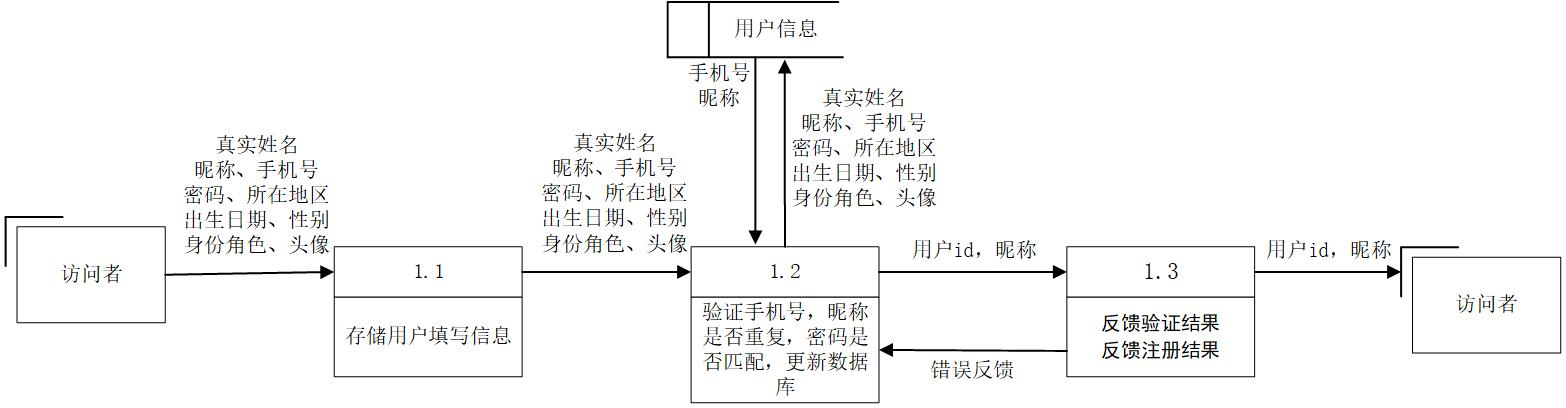 用户信息
手机号
昵称
真实姓名
昵称、手机号
密码、所在地区
出生日期、性别
身份角色、头像
真实姓名
昵称、手机号
密码、所在地区
出生日期、性别
身份角色、头像
真实姓名
昵称、手机号
密码、所在地区
出生日期、性别
身份角色、头像
访问者
1.1
存储用户填写信息
1.2
验证手机号，昵称
是否重复，密码是
否匹配，更新数据
库
用户id，昵称
错误反馈
1.3
反馈验证结果
反馈注册结果
用户id，昵称
访问者